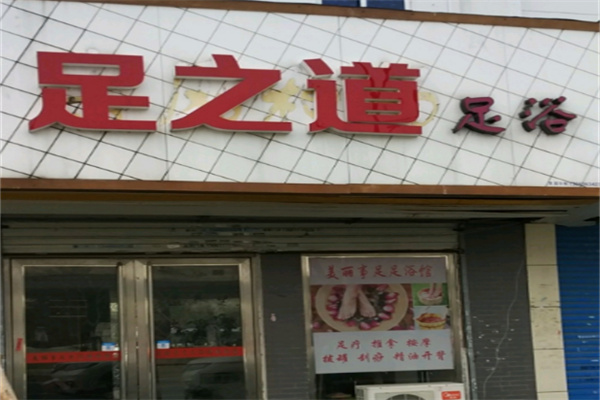 足之道 足浴
美丽事足足浴馆
足疗 推拿 按摩
拔罐 刮痧 精油开背